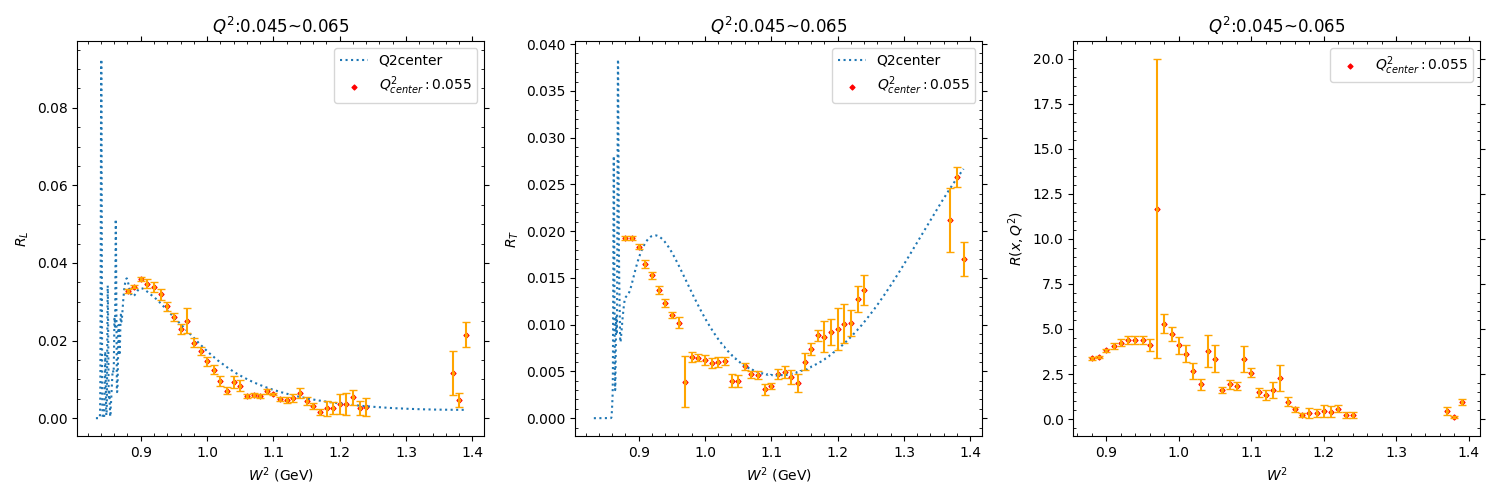 Q²:0.045~0.065
Q2center
Q²center : 0.055
R_L
0.08
0.06
0.04
0.02
0.00
0.9 1.0 1.1 1.2 1.3 1.4
W² (GeV)
Q²:0.045~0.065
Q2center
Q²center : 0.055
R_T
0.040
0.035
0.030
0.025
0.020
0.015
0.010
0.005
0.000
0.9 1.0 1.1 1.2 1.3 1.4
W² (GeV)
Q²:0.045~0.065
Q²center : 0.055
R(x, Q²)
20.0
17.5
15.0
12.5
10.0
7.5
5.0
2.5
0.0
0.9 1.0 1.1 1.2 1.3 1.4
W²